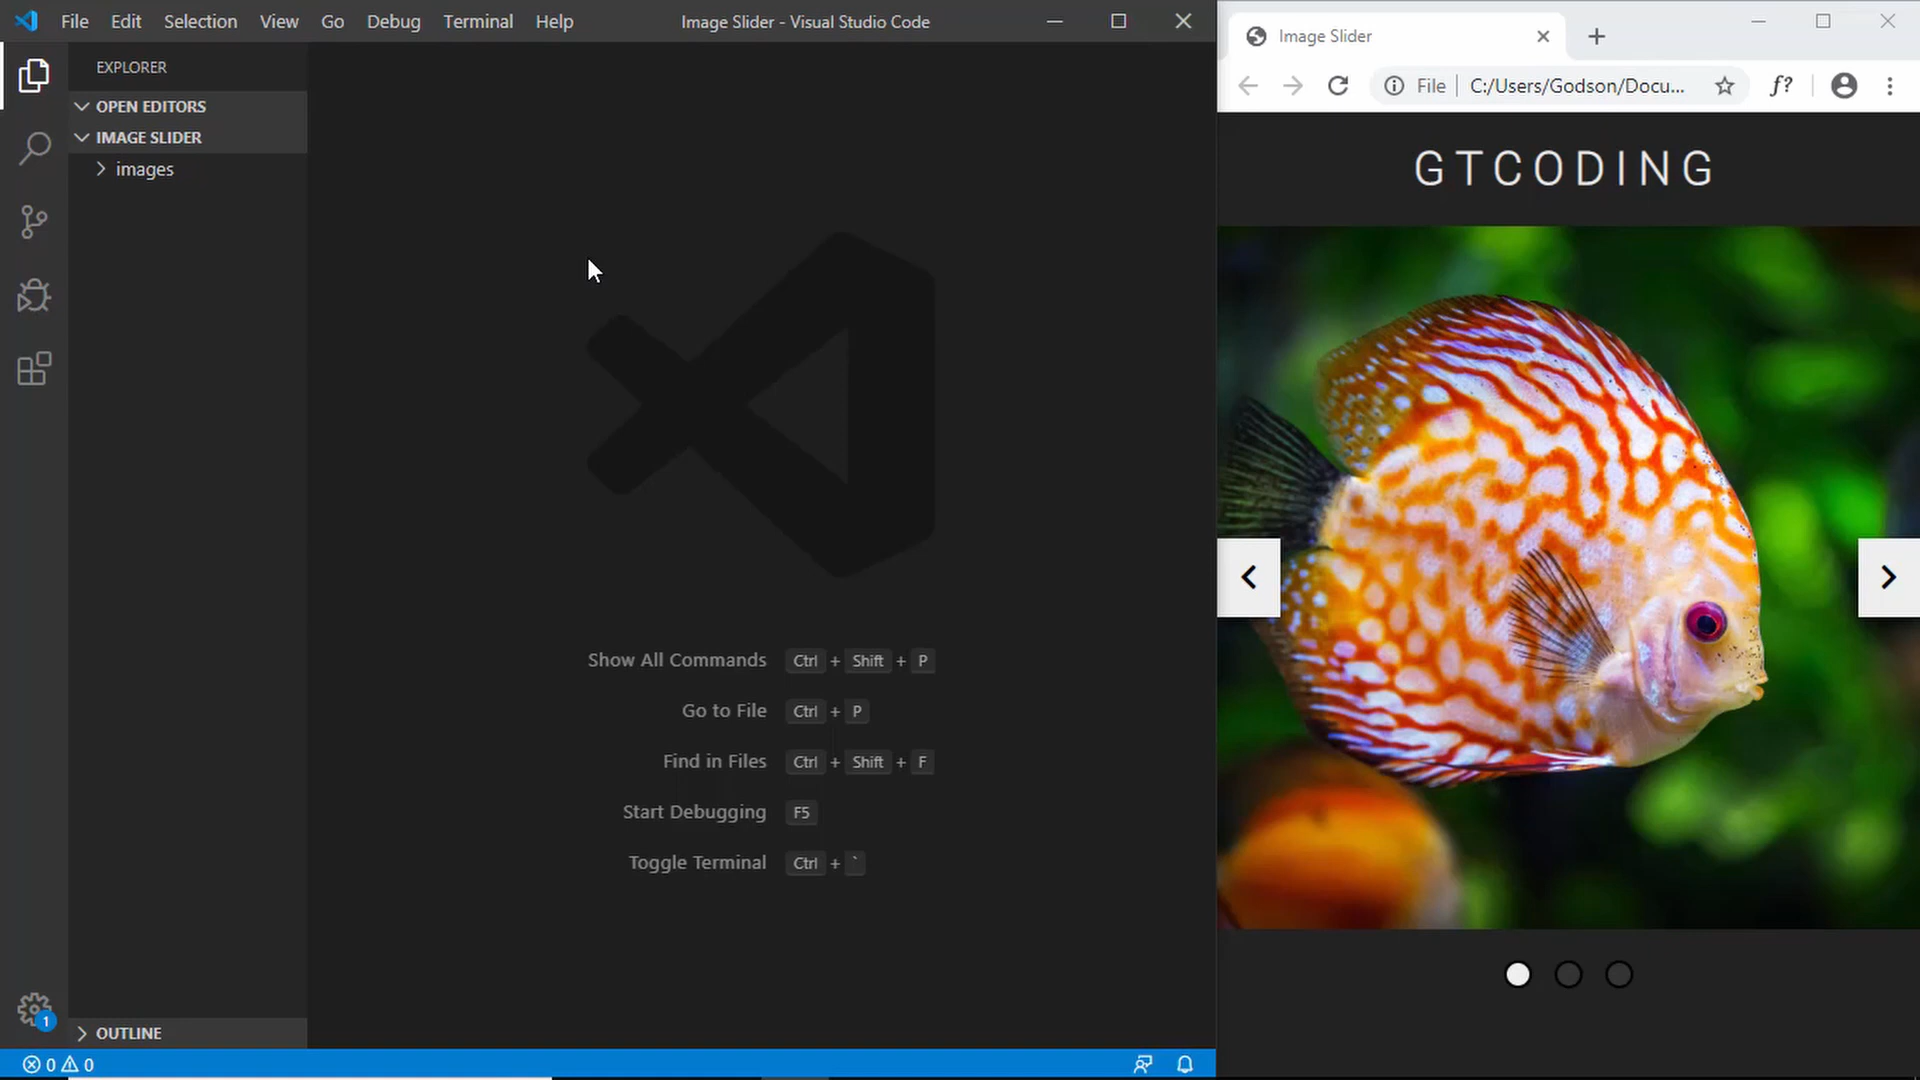 File Edit Selection View Go Debug Terminal Help Image Slider - Visual Studio Code
EXPLORER
OPEN EDITORS
IMAGE SLIDER
images
Show All Commands Ctrl + Shift + P
Go to File Ctrl + P
Find in Files Ctrl + Shift + F
Start Debugging F5
Toggle Terminal Ctrl + `
1
OUTLINE
0 0
Image Slider
File C:/Users/Godson/Docu... f?
GTCODING